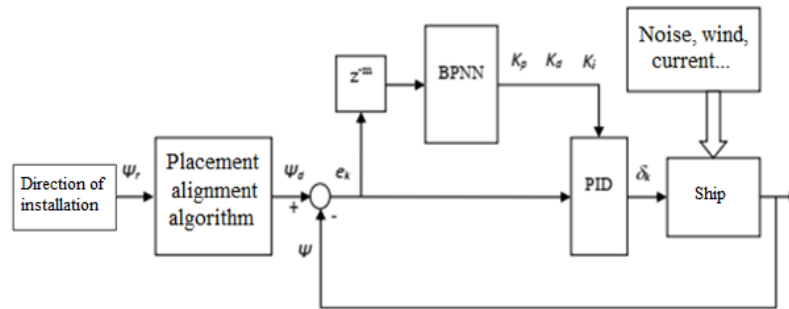 Noise, wind,
current...
z⁻ᵐ
BPNN
Kp Kd Ki
Direction of
installation
Ψr
Placement
alignment
algorithm
Ψd
+
-
ek
PID
δk
Ship
Ψ